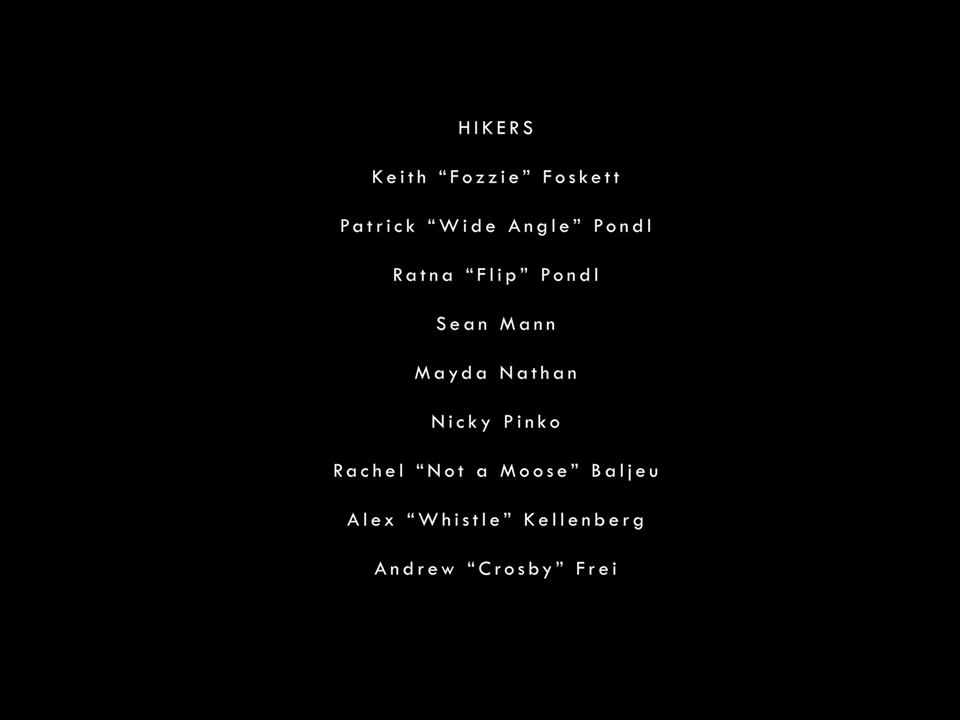 HIKERS
Keith “Fozzie” Foskett
Patrick “Wide Angle” Pondl
Ratna “Flip” Pondl
Sean Mann
Mayda Nathan
Nicky Pinko
Rachel “Not a Moose” Baljeu
Alex “Whistle” Kellenberg
Andrew “Crosby” Frei